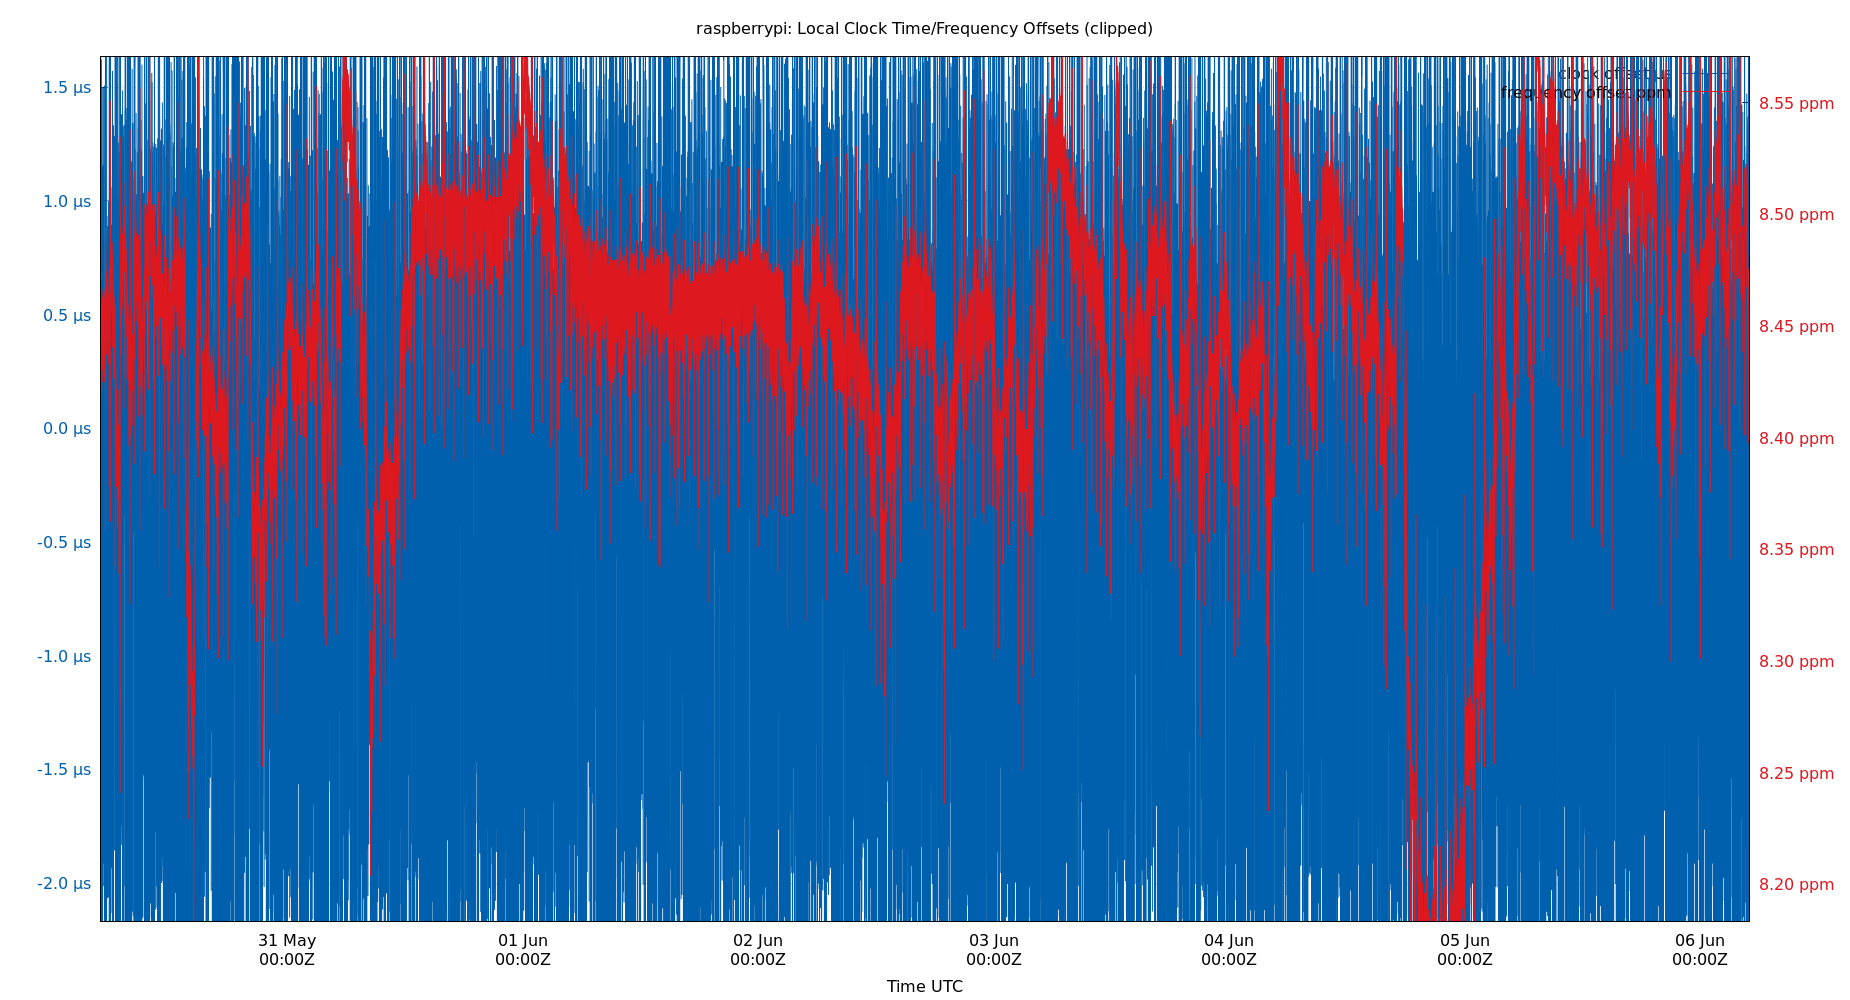 raspberrypi: Local Clock Time/Frequency Offsets (clipped)
clock offset µs
frequency offset ppm
1.5 µs
1.0 µs
0.5 µs
0.0 µs
-0.5 µs
-1.0 µs
-1.5 µs
-2.0 µs
8.55 ppm
8.50 ppm
8.45 ppm
8.40 ppm
8.35 ppm
8.30 ppm
8.25 ppm
8.20 ppm
31 May 01 Jun 02 Jun 03 Jun 04 Jun 05 Jun 06 Jun
00:00Z 00:00Z 00:00Z 00:00Z 00:00Z 00:00Z 00:00Z
Time UTC